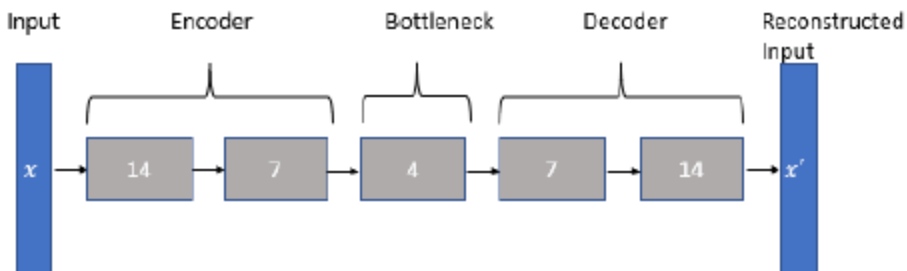 Input
Encoder
Bottleneck
Decoder
Reconstructed
Input
x
14
7
4
7
14
x′